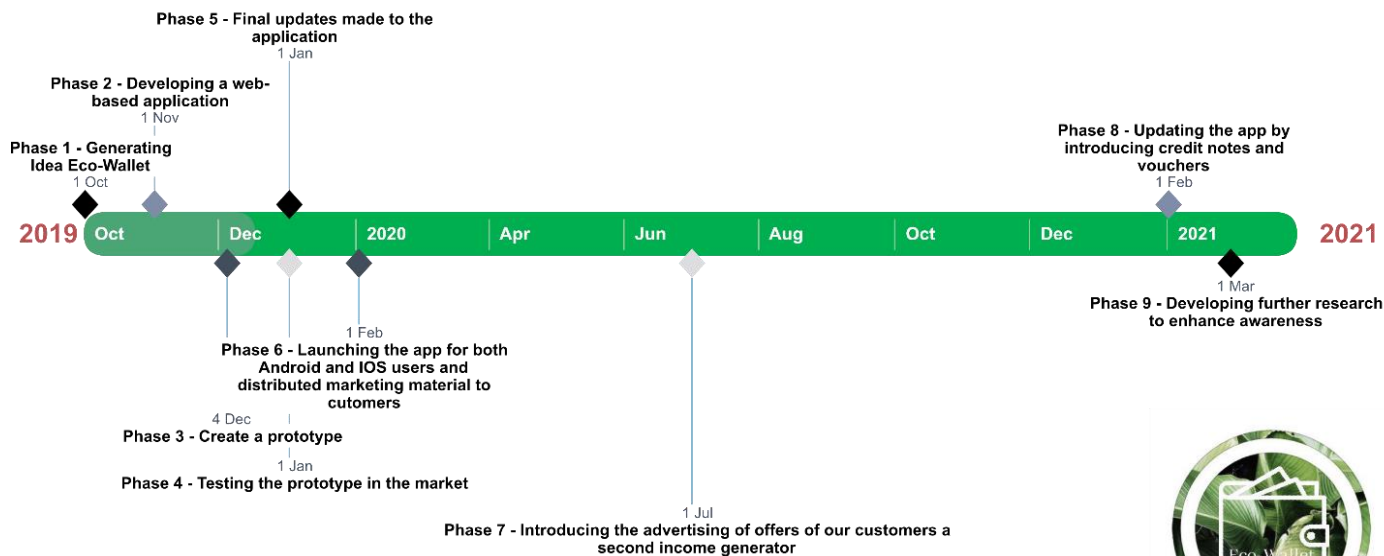 Phase 5 - Final updates made to the
application
1 Jan
Phase 2 - Developing a web-
based application
1 Nov
Phase 1 - Generating
Idea Eco-Wallet
1 Oct
Phase 8 - Updating the app by
introducing credit notes and
vouchers
1 Feb
2019 Oct Dec 2020 Apr Jun Aug Oct Dec 2021 2021
1 Mar
Phase 9 - Developing further research
to enhance awareness
1 Feb
Phase 6 - Launching the app for both
Android and IOS users and
distributed marketing material to
cutomers
4 Dec
Phase 3 - Create a prototype
1 Jan
Phase 4 - Testing the prototype in the market
1 Jul
Phase 7 - Introducing the advertising of offers of our customers a
second income generator
Eco-Wallet